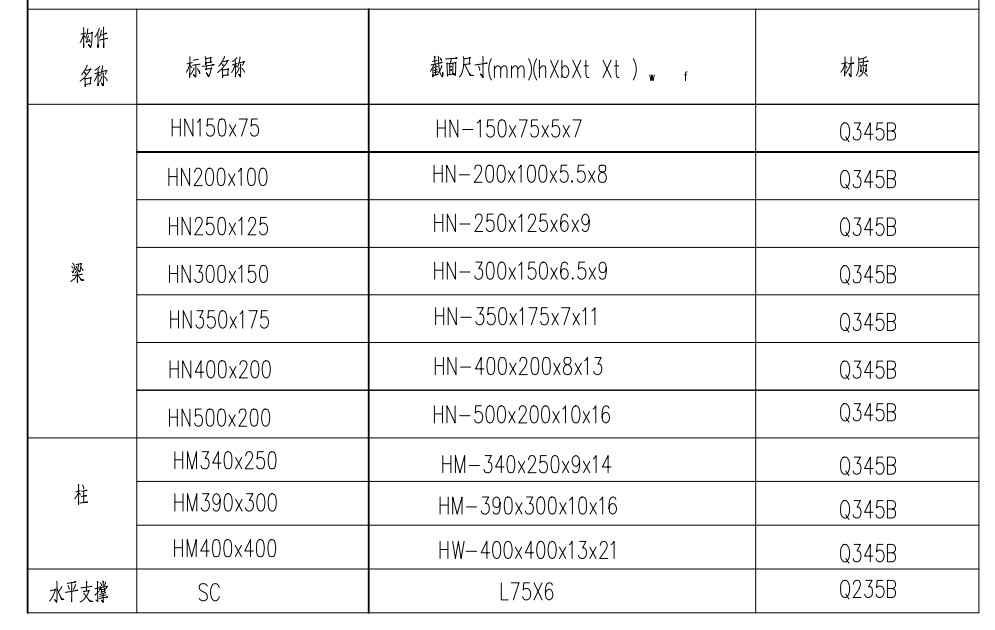 构件
名称
标号名称 截面尺寸(mm)(hXbXt Xt ) w f 材质
HN150x75 HN-150x75x5x7 Q345B
HN200x100 HN-200x100x5.5x8 Q345B
HN250x125 HN-250x125x6x9 Q345B
梁 HN300x150 HN-300x150x6.5x9 Q345B
HN350x175 HN-350x175x7x11 Q345B
HN400x200 HN-400x200x8x13 Q345B
HN500x200 HN-500x200x10x16 Q345B
HM340x250 HM-340x250x9x14 Q345B
柱 HM390x300 HM-390x300x10x16 Q345B
HM400x400 HW-400x400x13x21 Q345B
水平支撑 SC L75X6 Q235B